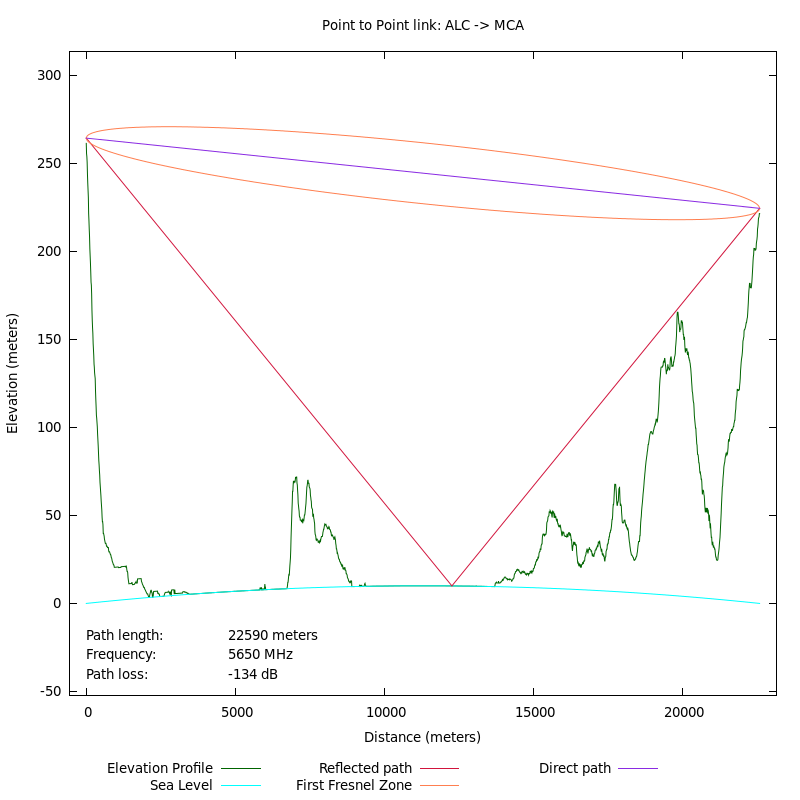 Point to Point link: ALC -> MCA
300
250
200
150
100
50
0
-50
Elevation (meters)
Path length: 22590 meters
Frequency: 5650 MHz
Path loss: -134 dB
0 5000 10000 15000 20000
Distance (meters)
Elevation Profile Reflected path Direct path
Sea Level First Fresnel Zone